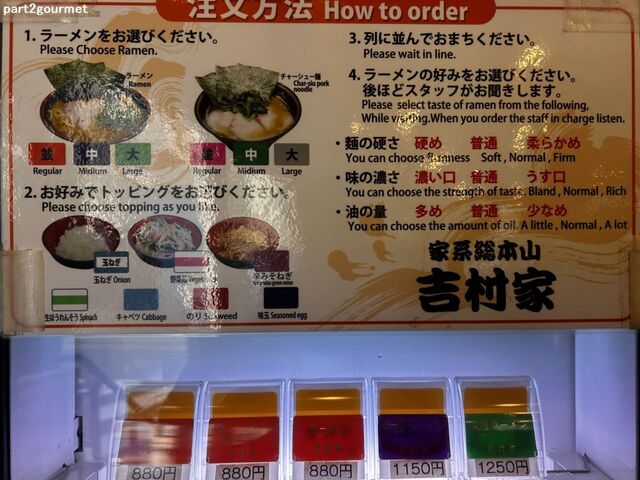 part2gourmet
注文方法 How to order
1. ラーメンをお選びください。
Please Choose Ramen.
ラーメン
Ramen
チャーシュー麺
Char-siu pork
noodle
並 中 大
Regular Midium Large
並 中 大
Regular Midium Large
2. お好みでトッピングをお選びください。
Please choose topping as you like.
玉ねぎ
玉ねぎ Onion
生ほうれんそう Spinach
キャベツ Cabbage
のり Seaweed
味玉 Seasoned egg
3. 列に並んでおまちください。
Please wait in line.
4. ラーメンの好みをお選びください。
後ほどスタッフがお聞きします。
Please select taste of ramen from the following,
While visiting.When you order the staff in charge listen.
・麺の硬さ 硬め 普通 柔らかめ
You can choose firmness Soft , Normal , Firm
・味の濃さ 濃い口 普通 うす口
You can choose the strength of taste. Bland , Normal , Rich
・油の量 多め 普通 少なめ
You can choose the amount of oil. A little , Normal , A lot
家系総本山
吉村家
880円
880円
880円
1150円
1250円